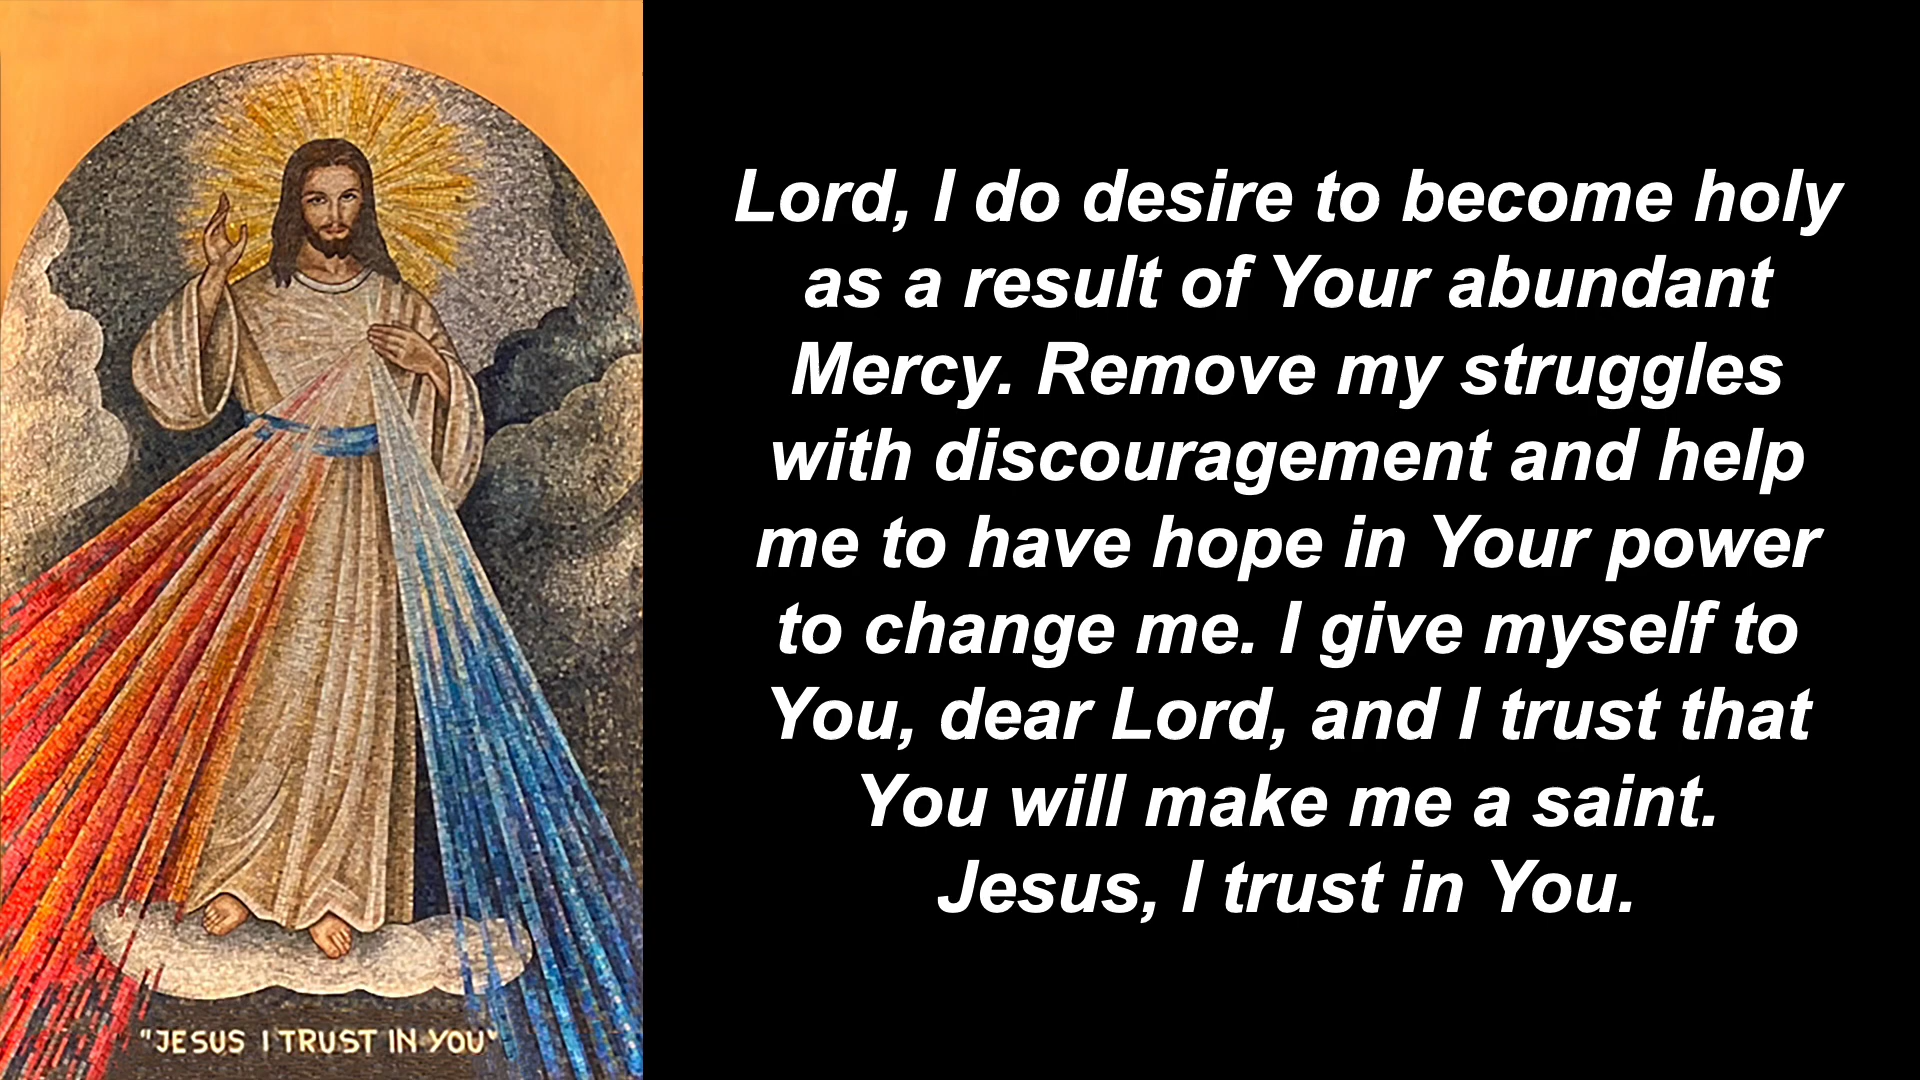 Lord, I do desire to become holy
as a result of Your abundant
Mercy. Remove my struggles
with discouragement and help
me to have hope in Your power
to change me. I give myself to
You, dear Lord, and I trust that
You will make me a saint.
Jesus, I trust in You.
"JESUS I TRUST IN YOU"